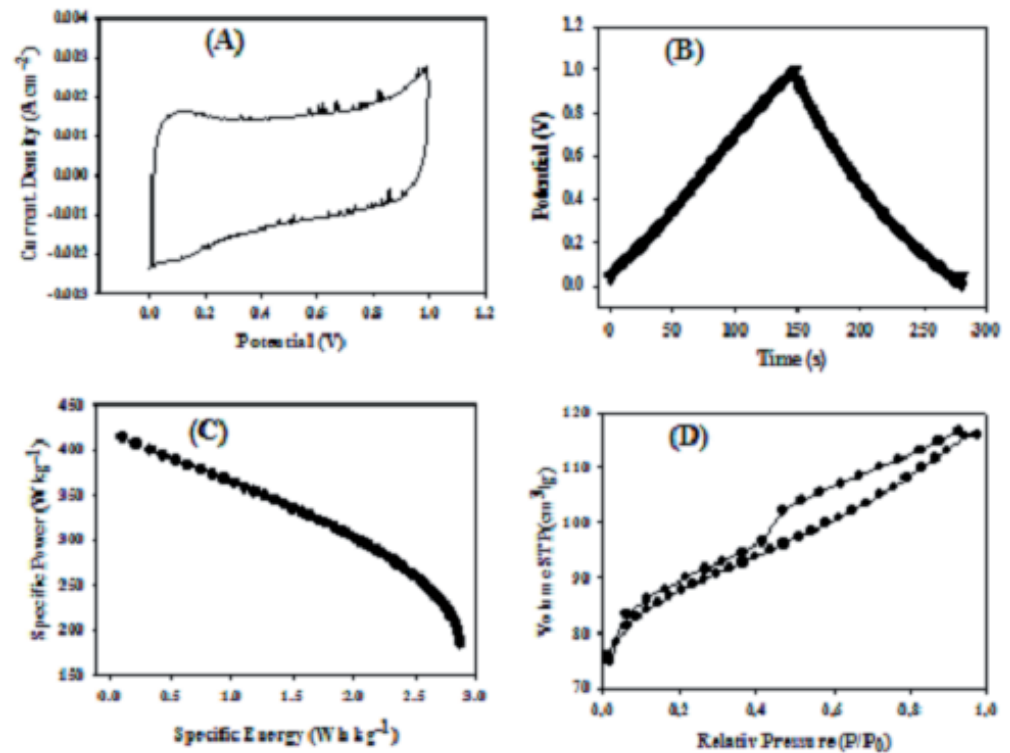 (A)
Current Density (A cm⁻²)
0.004
0.003
0.002
0.001
0.000
-0.001
-0.002
-0.003
0.0 0.2 0.4 0.6 0.8 1.0 1.2
Potential (V)
(B)
Potential (V)
1.2
1.0
0.8
0.6
0.4
0.2
0.0
0 50 100 150 200 250 300
Time (s)
(C)
Specific Power (W kg⁻¹)
450
400
350
300
250
200
150
0.0 0.5 1.0 1.5 2.0 2.5 3.0
Specific Energy (Wh kg⁻¹)
(D)
Volume STP(cm³/g)
120
110
100
90
80
70
0,0 0,2 0,4 0,6 0,8 1,0
Relativ Pressure (P/P₀)